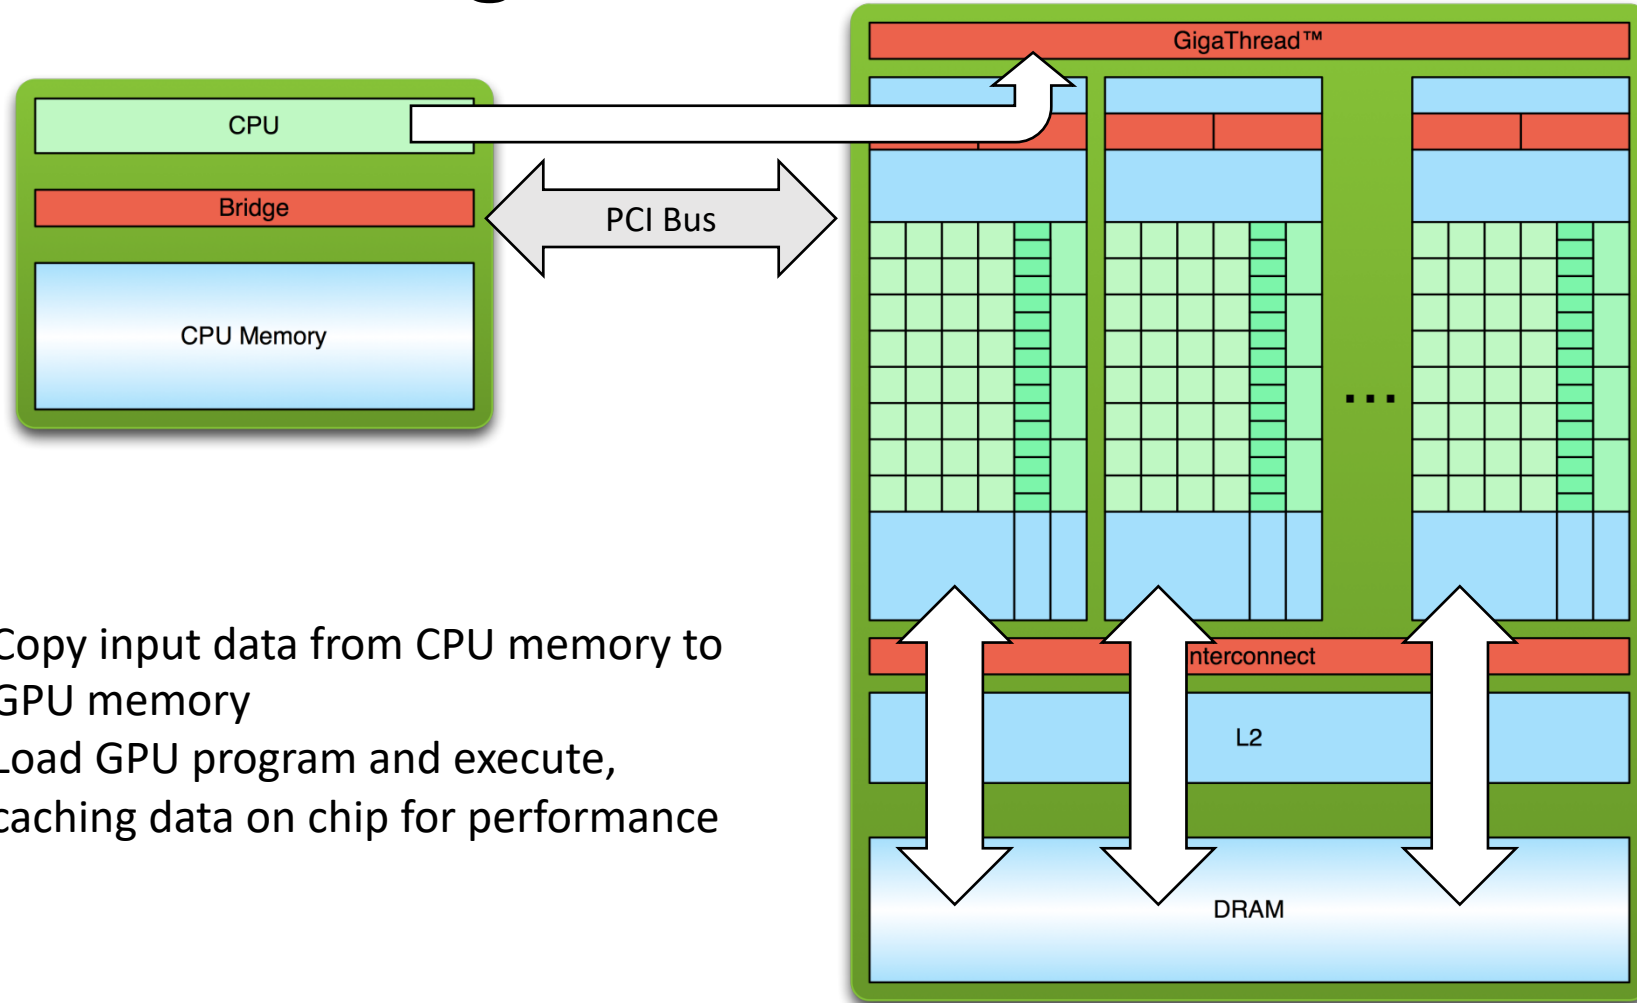 GigaThread™
CPU
Bridge
PCI Bus
CPU Memory
...
Copy input data from CPU memory to
GPU memory
Load GPU program and execute,
caching data on chip for performance
nterconnect
L2
DRAM